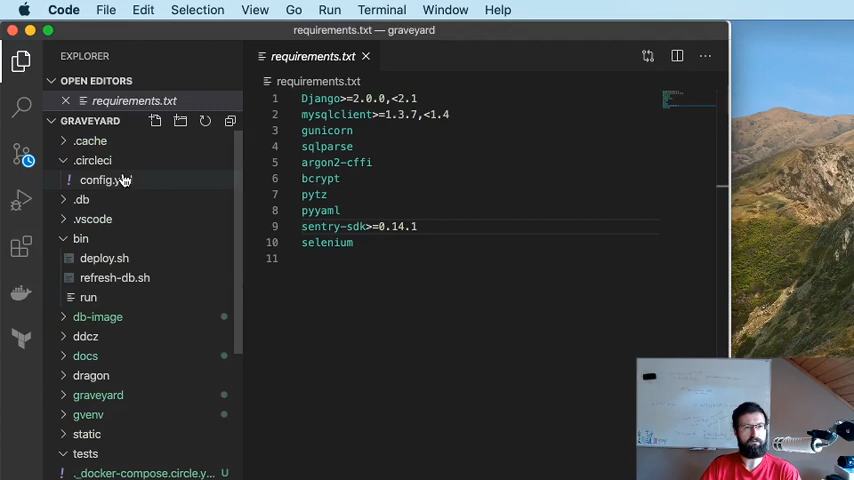 Code File Edit Selection View Go Run Terminal Window Help
requirements.txt — graveyard
EXPLORER
requirements.txt
OPEN EDITORS
requirements.txt
requirements.txt
GRAVEYARD
.cache
.circleci
config.y
.db
.vscode
bin
deploy.sh
refresh-db.sh
run
db-image
ddcz
docs
dragon
graveyard
gvenv
static
tests
._docker-compose.circle.y... U
1 Django>=2.0.0,<2.1
2 mysqlclient>=1.3.7,<1.4
3 gunicorn
4 sqlparse
5 argon2-cffi
6 bcrypt
7 pytz
8 pyyaml
9 sentry-sdk>=0.14.1
10 selenium
11